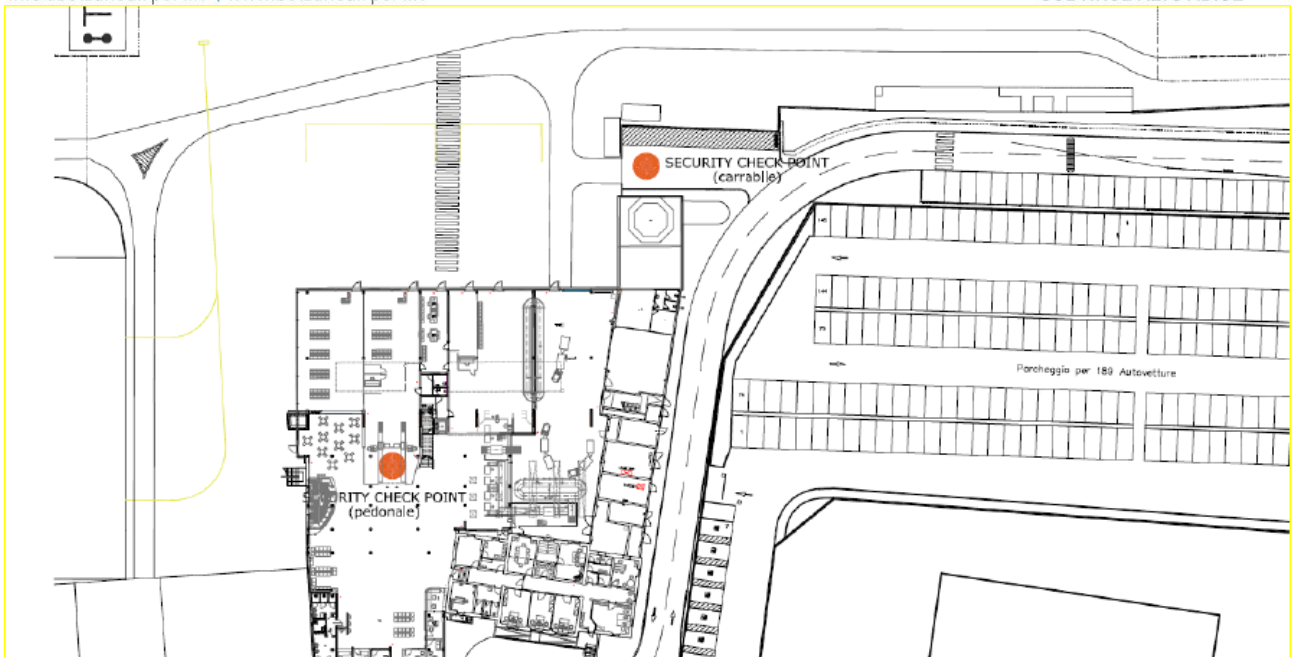 SECURITY CHECK POINT
(carrabile)
Parcheggio per 189 Autovetture
SECURITY CHECK POINT
(pedonale)